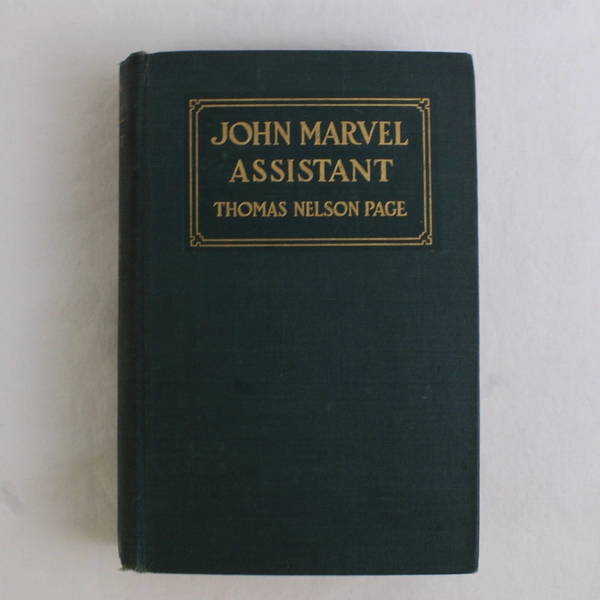 JOHN MARVEL
ASSISTANT
THOMAS NELSON PAGE